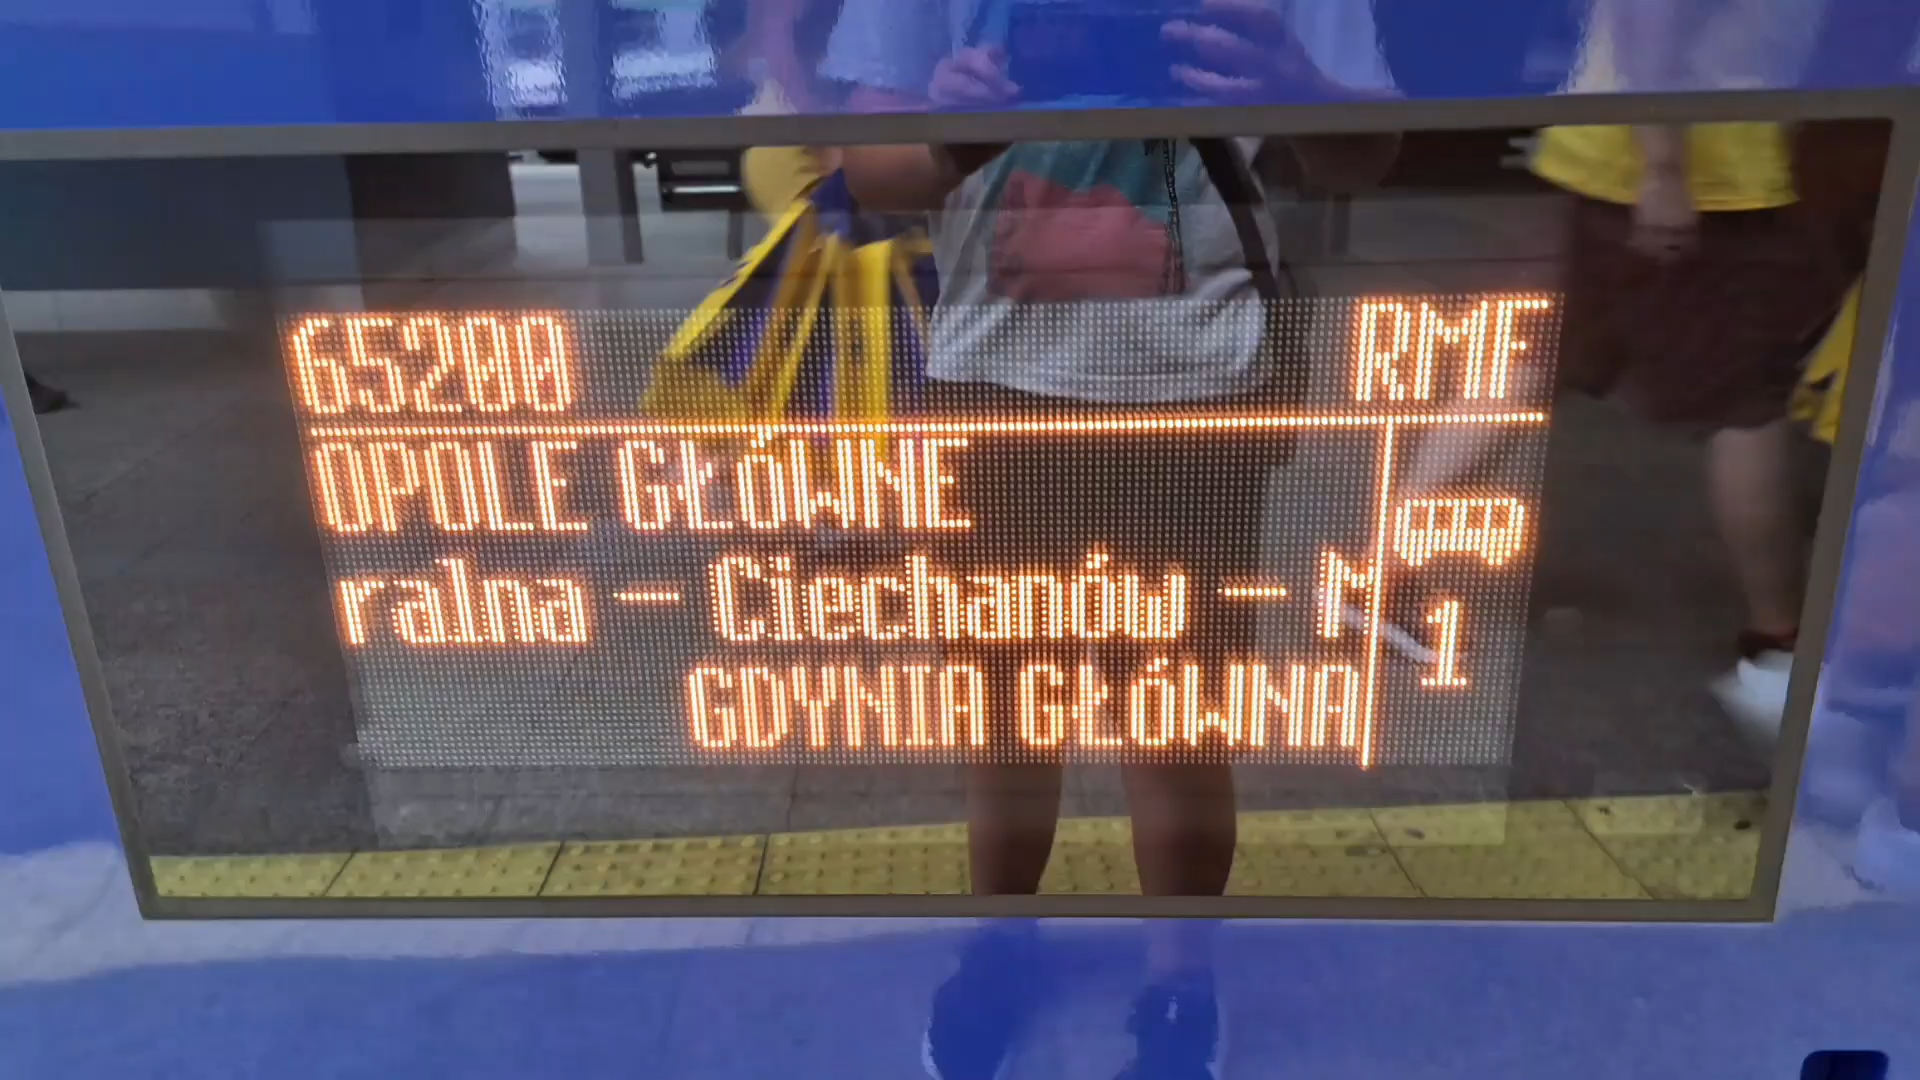 65200 RMF
OPOLE GŁÓWNE
ralna - Ciechanów - M
1
GDYNIA GŁÓWNA